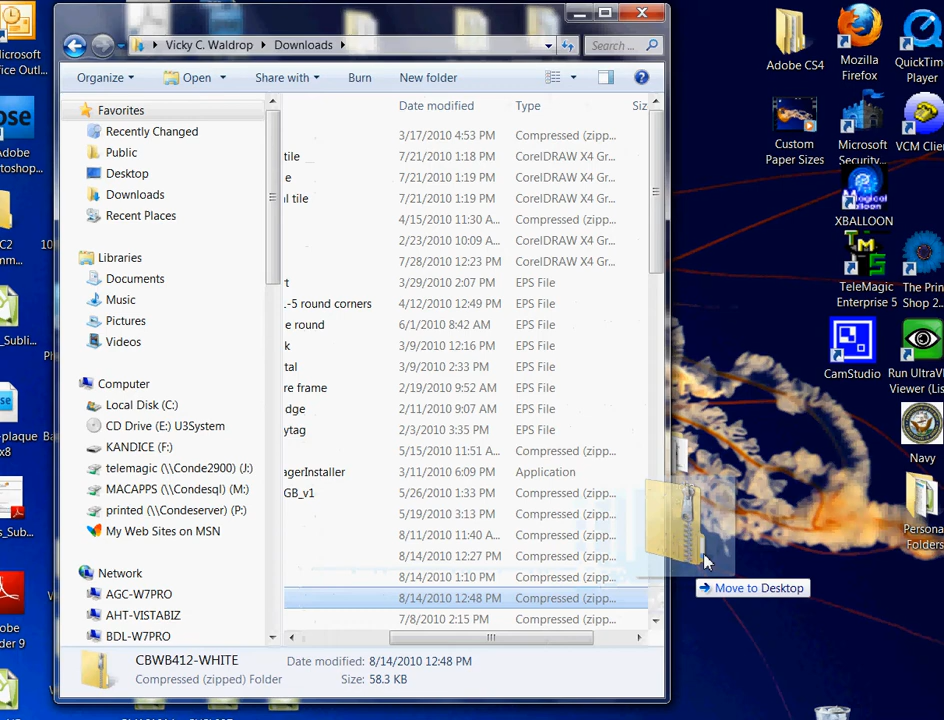 Vicky C. Waldrop ▸ Downloads ▸
Search ...
Organize
Open
Share with
Burn
New folder
Favorites
Recently Changed
Public
Desktop
Downloads
Recent Places
Libraries
Documents
Music
Pictures
Videos
Computer
Local Disk (C:)
CD Drive (E:) U3System
KANDICE (F:)
telemagic (\\Conde2900) (J:)
MACAPPS (\\Condesql) (M:)
printed (\\Condeserver) (P:)
My Web Sites on MSN
Network
AGC-W7PRO
AHT-VISTABIZ
BDL-W7PRO
Date modified Type Siz
3/17/2010 4:53 PM Compressed (zipp...
tile 7/21/2010 1:18 PM CorelDRAW X4 Gr...
e 7/21/2010 1:19 PM CorelDRAW X4 Gr...
l tile 7/21/2010 1:19 PM CorelDRAW X4 Gr...
4/15/2010 11:30 A... Compressed (zipp...
2/23/2010 10:09 A... CorelDRAW X4 Gr...
7/28/2010 12:23 PM CorelDRAW X4 Gr...
rt 3/29/2010 2:07 PM EPS File
.-5 round corners 4/12/2010 12:49 PM EPS File
e round 6/1/2010 8:42 AM EPS File
k 3/9/2010 12:16 PM EPS File
tal 3/9/2010 2:33 PM EPS File
re frame 2/19/2010 9:52 AM EPS File
dge 2/11/2010 9:07 AM EPS File
ytag 2/3/2010 3:35 PM EPS File
5/15/2010 11:51 A... Compressed (zipp...
agerInstaller 3/11/2010 6:09 PM Application
GB_v1 5/26/2010 1:33 PM Compressed (zipp...
5/19/2010 3:13 PM Compressed (zipp...
8/11/2010 11:40 A... Compressed (zipp...
8/14/2010 12:27 PM Compressed (zipp...
8/14/2010 1:10 PM Compressed (zipp...
8/14/2010 12:48 PM Compressed (zipp...
7/8/2010 2:15 PM Compressed (zipp...
CBWB412-WHITE Date modified: 8/14/2010 12:48 PM
Compressed (zipped) Folder Size: 58.3 KB
Move to Desktop
Adobe CS4
Mozilla
Firefox
QuickTime
Player
Custom
Paper Sizes
Microsoft
Security...
VCM Clie
XBALLOON
TeleMagic
Enterprise 5
The Prin
Shop 2...
CamStudio
Run UltraV
Viewer (Lis
Navy
Persona
Folders
icrosoft
ffice Outl...
dobe
otoshop...
C2
mm...
_Subli
-plaque
x8
s_Sub...
obe
der 9